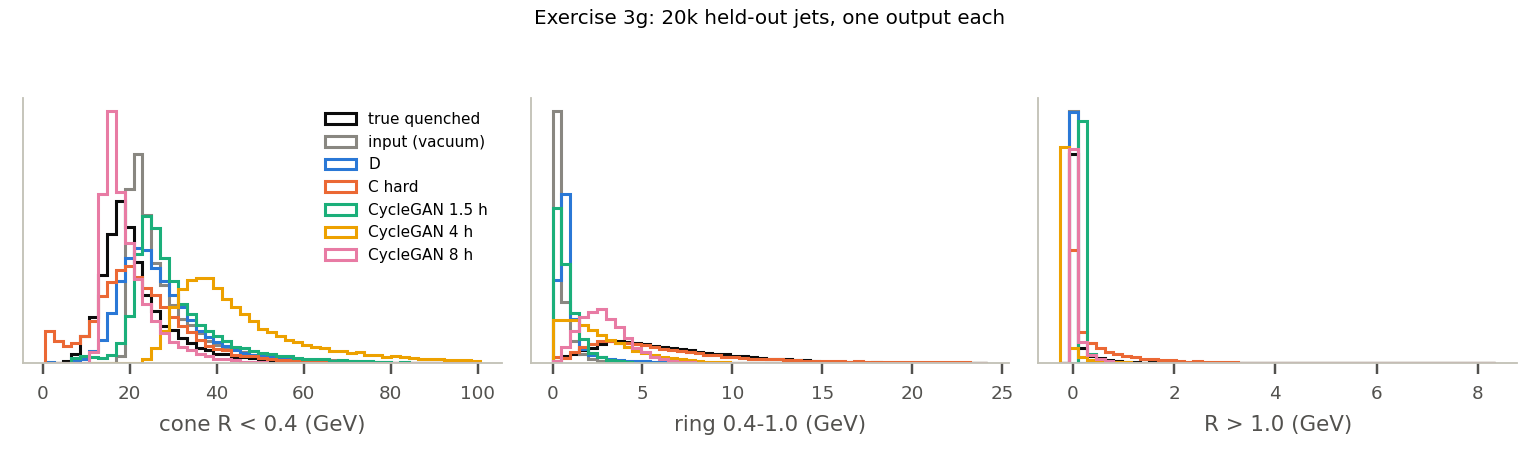 Exercise 3g: 20k held-out jets, one output each
true quenched
input (vacuum)
D
C hard
CycleGAN 1.5 h
CycleGAN 4 h
CycleGAN 8 h
0 20 40 60 80 100
cone R < 0.4 (GeV)
0 5 10 15 20 25
ring 0.4-1.0 (GeV)
0 2 4 6 8
R > 1.0 (GeV)